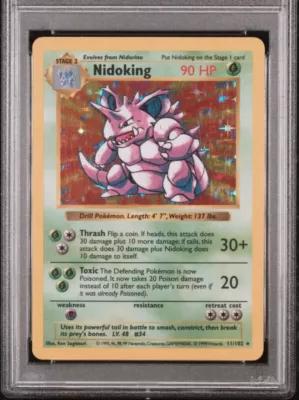 STAGE 2
Evolves from Nidorino
Put Nidoking on the Stage 1 card
Nidoking
90 HP
Drill Pokémon. Length: 4' 7", Weight: 137 lbs.
Thrash Flip a coin. If heads, this attack does
30 damage plus 10 more damage; if tails, this
attack does 30 damage plus Nidoking does
10 damage to itself.
30+
Toxic The Defending Pokémon is now
Poisoned. It now takes 20 Poison damage
instead of 10 after each player's turn (even if
it was already Poisoned).
20
weakness
resistance
retreat cost
Uses its powerful tail in battle to smash, constrict, then break
its prey's bones. LV. 48 #34
Illus. Ken Sugimori
11/102